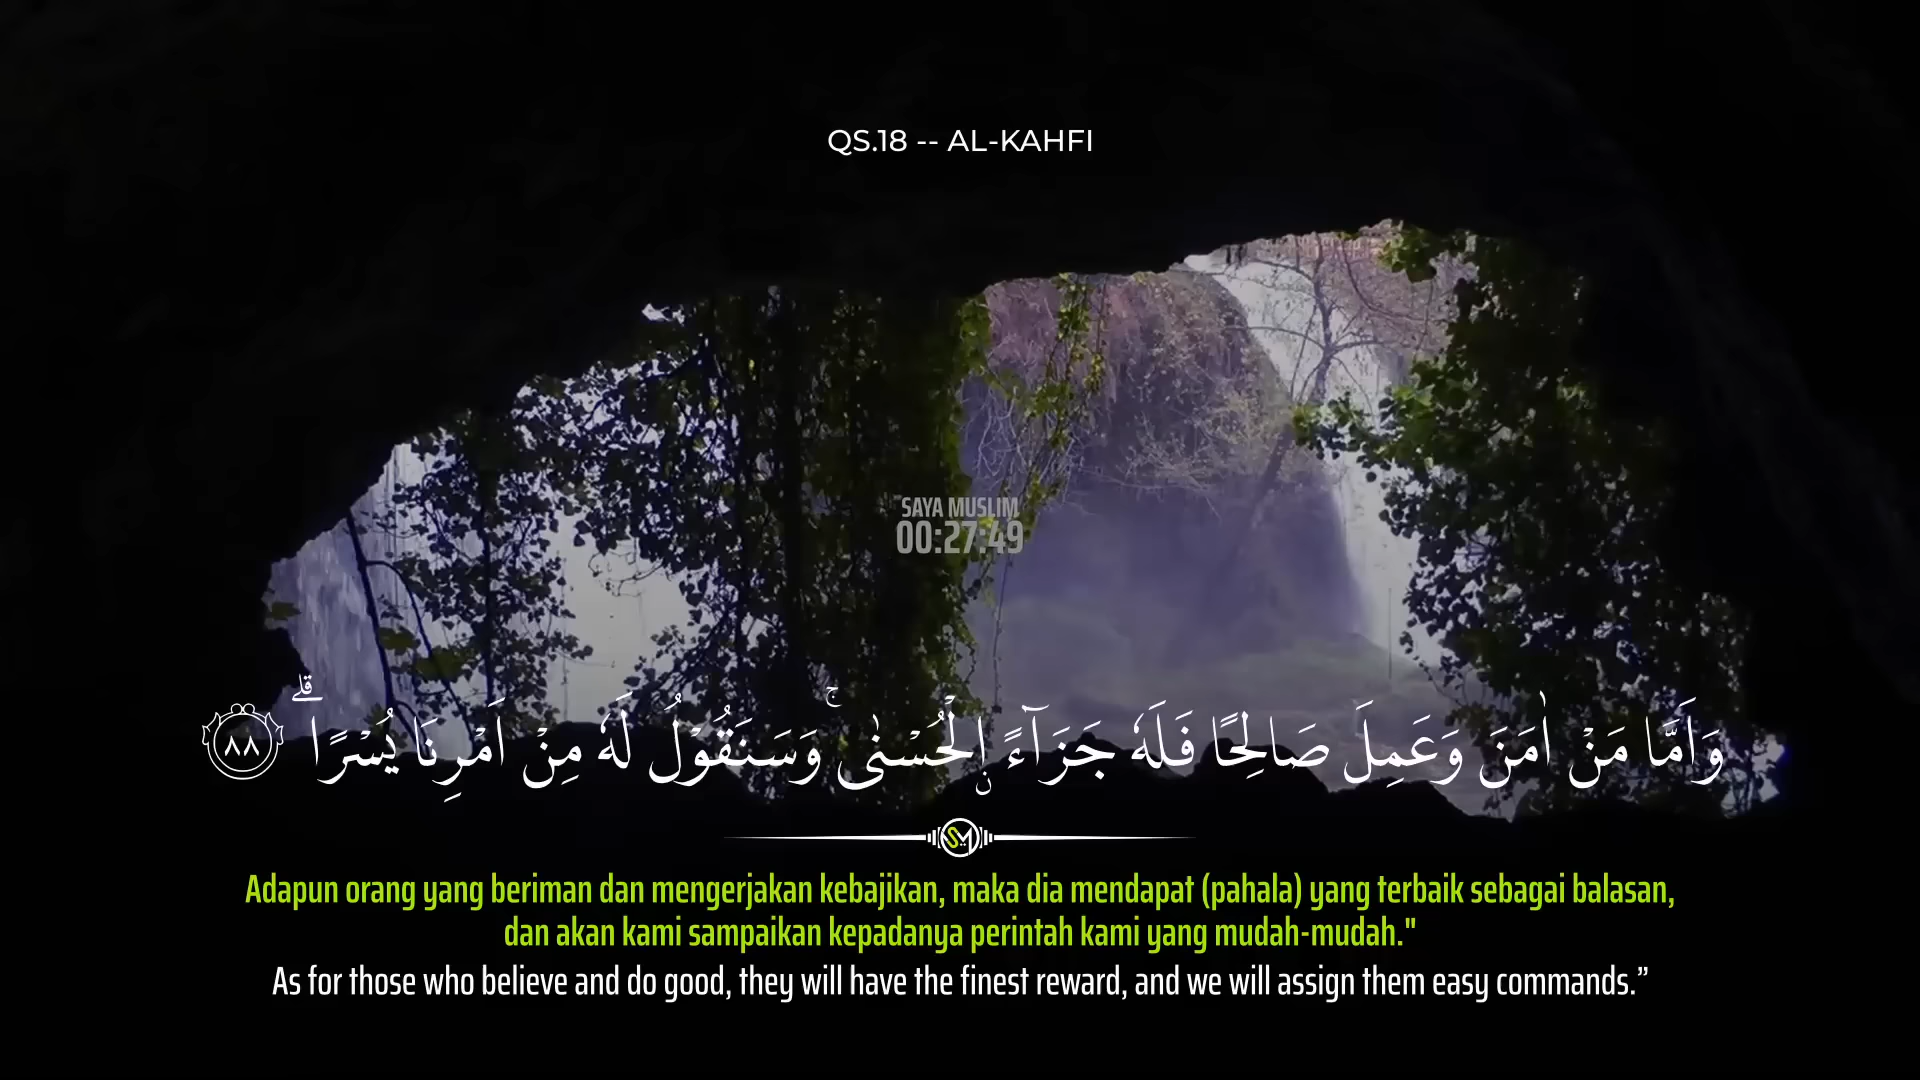 QS.18 -- AL-KAHFI
SAYA MUSLIM
00:27:49
وَاَمَّا مَنْ اٰمَنَ وَعَمِلَ صَالِحًا فَلَهٗ جَزَاۤءً ۨالْحُسْنٰىۚ وَسَنَقُوْلُ لَهٗ مِنْ اَمْرِنَا يُسْرًاۗ ٨٨
SM
Adapun orang yang beriman dan mengerjakan kebajikan, maka dia mendapat (pahala) yang terbaik sebagai balasan,
dan akan kami sampaikan kepadanya perintah kami yang mudah-mudah."
As for those who believe and do good, they will have the finest reward, and we will assign them easy commands.”